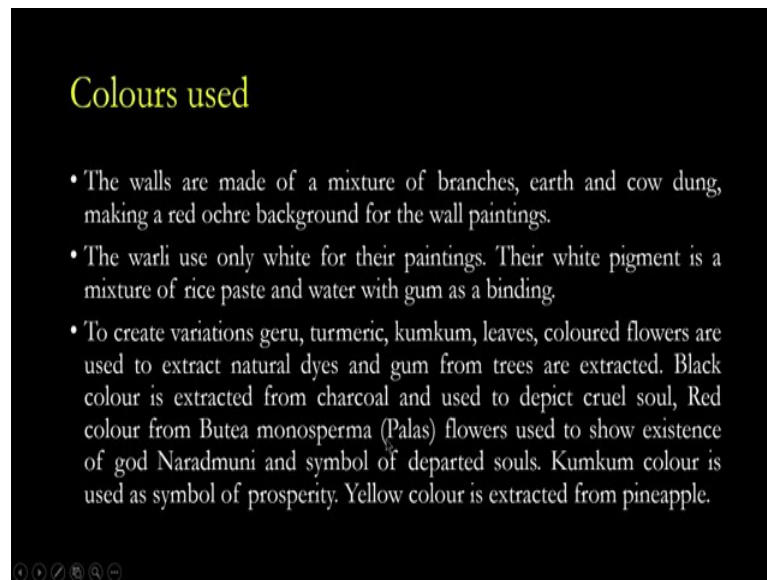 Colours used
• The walls are made of a mixture of branches, earth and cow dung,
making a red ochre background for the wall paintings.
• The warli use only white for their paintings. Their white pigment is a
mixture of rice paste and water with gum as a binding.
• To create variations geru, turmeric, kumkum, leaves, coloured flowers are
used to extract natural dyes and gum from trees are extracted. Black
colour is extracted from charcoal and used to depict cruel soul, Red
colour from Butea monosperma (Palas) flowers used to show existence
of god Naradmuni and symbol of departed souls. Kumkum colour is
used as symbol of prosperity. Yellow colour is extracted from pineapple.